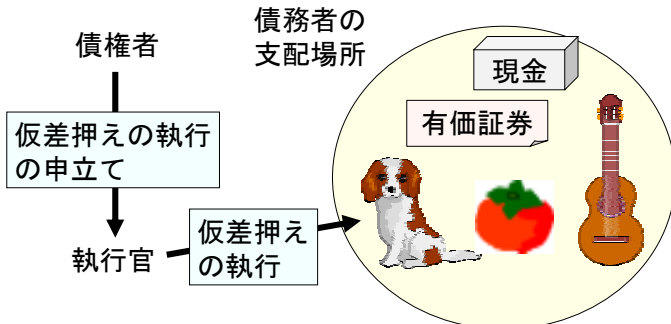 債権者
仮差押えの執行
の申立て
執行官
仮差押え
の執行
債務者の
支配場所
現金
有価証券